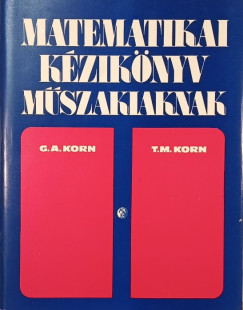 MATEMATIKAI
KÉZIKÖNYV
MŰSZAKIAKNAK
G.A.KORN
T.M.KORN